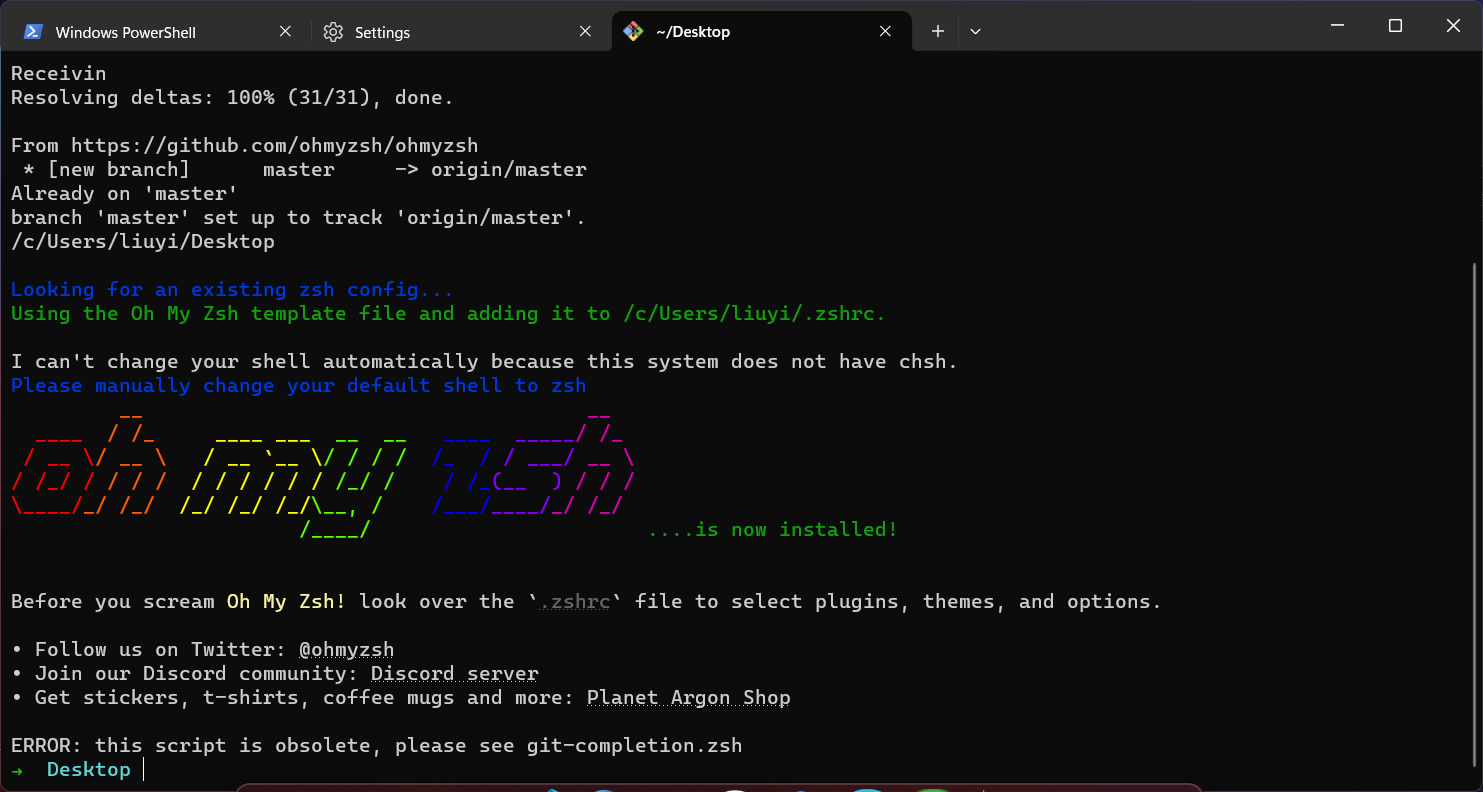 Windows PowerShell
Settings
~/Desktop
Receivin
Resolving deltas: 100% (31/31), done.
From https://github.com/ohmyzsh/ohmyzsh
* [new branch]      master     -> origin/master
Already on 'master'
branch 'master' set up to track 'origin/master'.
/c/Users/liuyi/Desktop
Looking for an existing zsh config...
Using the Oh My Zsh template file and adding it to /c/Users/liuyi/.zshrc.
I can't change your shell automatically because this system does not have chsh.
Please manually change your default shell to zsh
oh my zsh
....is now installed!
Before you scream Oh My Zsh! look over the `.zshrc` file to select plugins, themes, and options.
• Follow us on Twitter: @ohmyzsh
• Join our Discord community: Discord server
• Get stickers, t-shirts, coffee mugs and more: Planet Argon Shop
ERROR: this script is obsolete, please see git-completion.zsh
→ Desktop